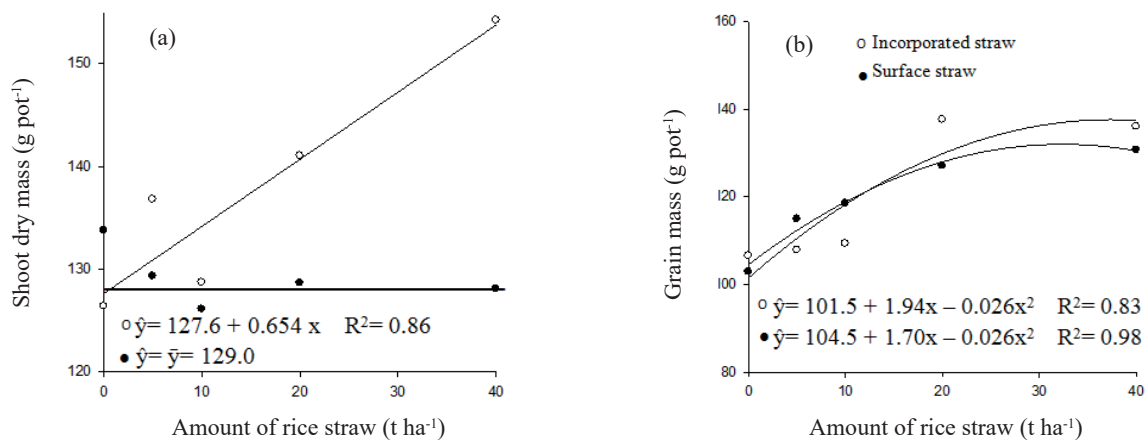 (a)
Shoot dry mass (g pot⁻¹)
150
140
130
120
0 10 20 30 40
ŷ= 127.6 + 0.654 x R²= 0.86
ŷ= ȳ= 129.0
Amount of rice straw (t ha⁻¹)
(b)
Incorporated straw
Surface straw
Grain mass (g pot⁻¹)
160
140
120
100
80
0 10 20 30 40
ŷ= 101.5 + 1.94x – 0.026x² R²= 0.83
ŷ= 104.5 + 1.70x – 0.026x² R²= 0.98
Amount of rice straw (t ha⁻¹)